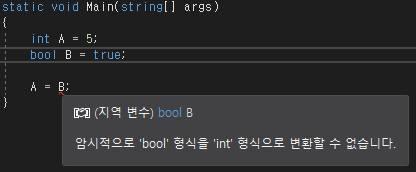 static void Main(string[] args)
{
int A = 5;
bool B = true;
A = B;
}
(지역 변수) bool B
암시적으로 'bool' 형식을 'int' 형식으로 변환할 수 없습니다.